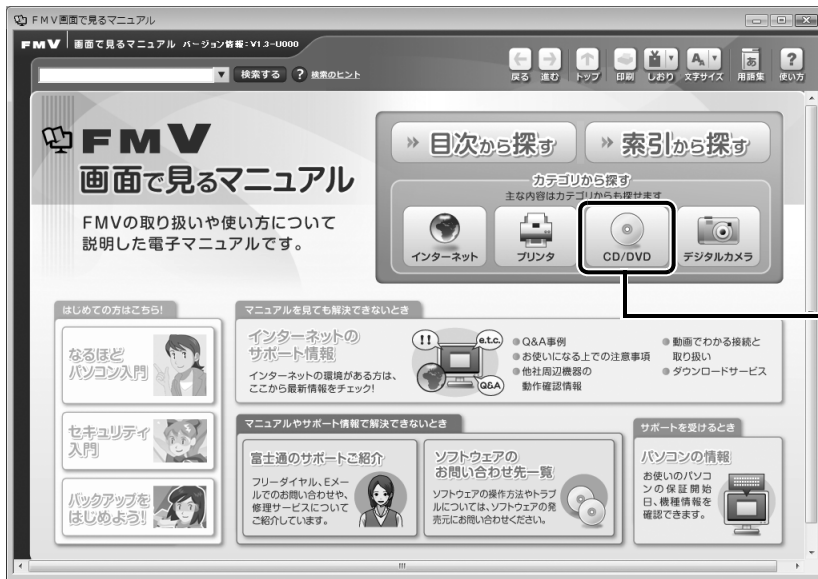 FMV画面で見るマニュアル
FMV 画面で見るマニュアル バージョン情報:V1.3-U000
検索する ? 検索のヒント
戻る 進む トップ 印刷 しおり 文字サイズ 用語集 使い方
FMV
画面で見るマニュアル
FMVの取り扱いや使い方について
説明した電子マニュアルです。
目次から探す
索引から探す
カテゴリから探す
主な内容はカテゴリからも探せます
インターネット
プリンタ
CD/DVD
デジタルカメラ
はじめての方はこちら!
なるほど
パソコン入門
セキュリティ
入門
バックアップを
はじめよう!
マニュアルを見ても解決できないとき
インターネットの
サポート情報
インターネットの環境がある方は、
ここから最新情報をチェック!
!! e.t.c. Q&A
Q&A事例
お使いになる上での注意事項
他社周辺機器の
動作確認情報
動画でわかる接続と
取り扱い
ダウンロードサービス
マニュアルやサポート情報で解決できないとき
富士通のサポートご紹介
フリーダイヤル、Eメー
ルでのお問い合わせや、
修理サービスについて
ご紹介しています。
ソフトウェアの
お問い合わせ先一覧
ソフトウェアの操作方法やトラブ
ルについては、ソフトウェアの発
売元にお問い合わせください。
サポートを受けるとき
パソコンの情報
お使いのパソコ
ンの保証開始
日、機種情報を
確認できます。